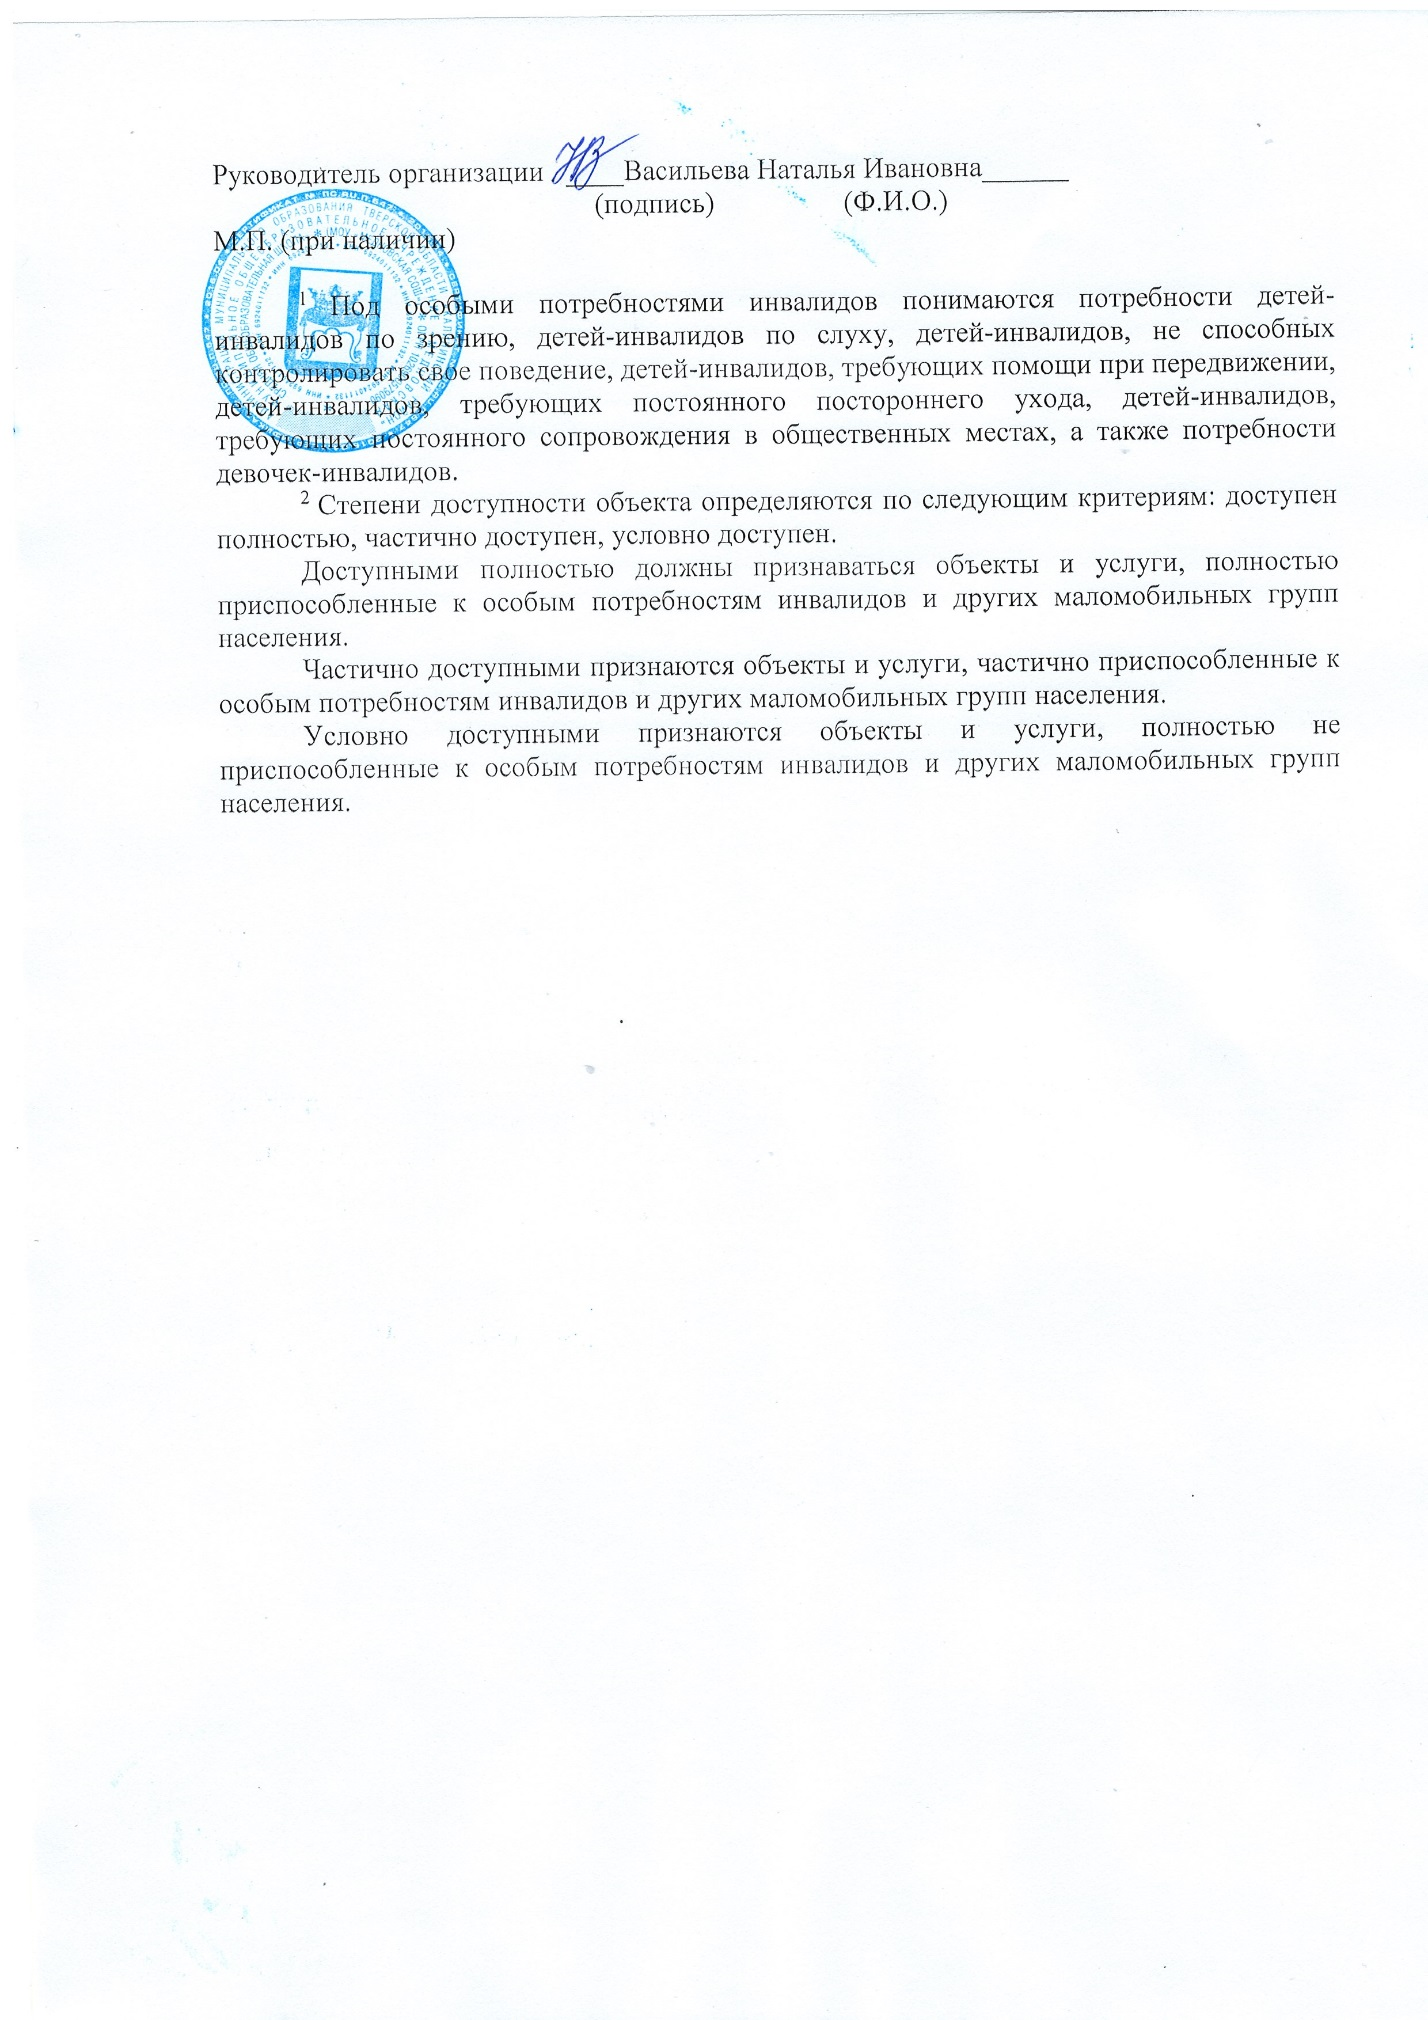 Руководитель организации ____Васильева Наталья Ивановна______
(подпись) (Ф.И.О.)
М.П. (при наличии)
1 Под особыми потребностями инвалидов понимаются потребности детей-
инвалидов по зрению, детей-инвалидов по слуху, детей-инвалидов, не способных
контролировать свое поведение, детей-инвалидов, требующих помощи при передвижении,
детей-инвалидов, требующих постоянного постороннего ухода, детей-инвалидов,
требующих постоянного сопровождения в общественных местах, а также потребности
девочек-инвалидов.
2 Степени доступности объекта определяются по следующим критериям: доступен
полностью, частично доступен, условно доступен.
Доступными полностью должны признаваться объекты и услуги, полностью
приспособленные к особым потребностям инвалидов и других маломобильных групп
населения.
Частично доступными признаются объекты и услуги, частично приспособленные к
особым потребностям инвалидов и других маломобильных групп населения.
Условно доступными признаются объекты и услуги, полностью не
приспособленные к особым потребностям инвалидов и других маломобильных групп
населения.